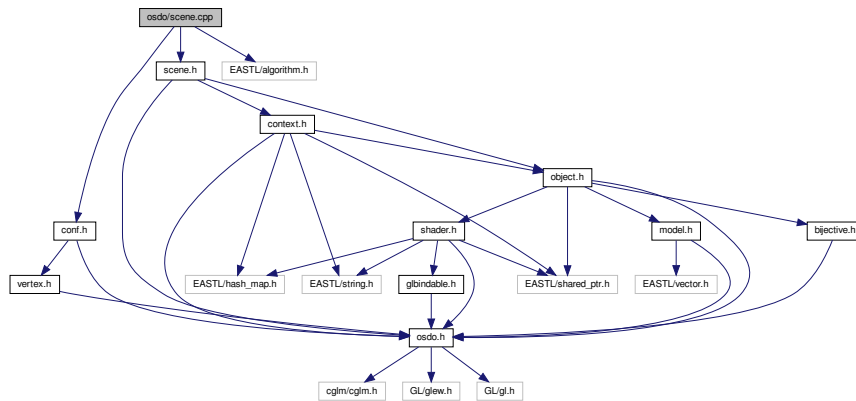 osdo/scene.cpp
scene.h
EASTL/algorithm.h
context.h
object.h
conf.h
shader.h
model.h
bijective.h
vertex.h
EASTL/hash_map.h
EASTL/string.h
glbindable.h
EASTL/shared_ptr.h
EASTL/vector.h
osdo.h
cglm/cglm.h
GL/glew.h
GL/gl.h